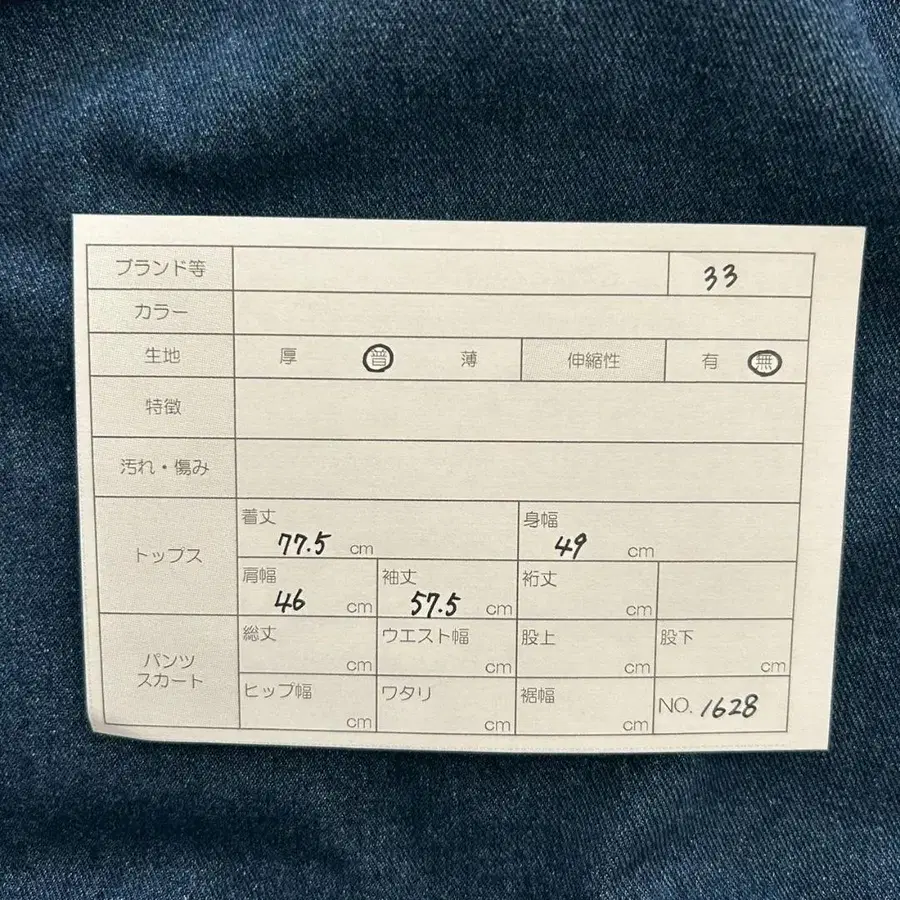 ブランド等 33
カラー
生地 厚 普 薄 伸縮性 有 無
特徴
汚れ・傷み
トップス
着丈 77.5 cm 身幅 49 cm
肩幅 46 cm 袖丈 57.5 cm 裄丈 cm
パンツ
スカート
総丈 cm ウエスト幅 cm 股上 cm 股下 cm
ヒップ幅 cm ワタリ cm 裾幅 cm NO. 1628